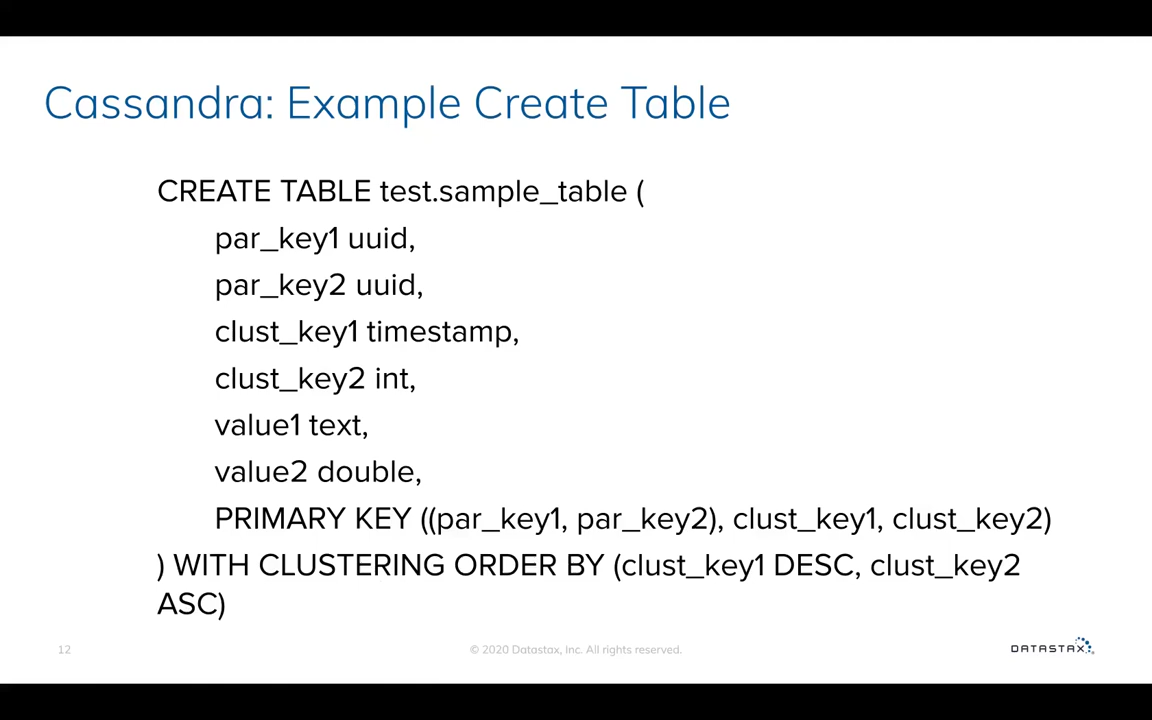 Cassandra: Example Create Table
CREATE TABLE test.sample_table (
par_key1 uuid,
par_key2 uuid,
clust_key1 timestamp,
clust_key2 int,
value1 text,
value2 double,
PRIMARY KEY ((par_key1, par_key2), clust_key1, clust_key2)
) WITH CLUSTERING ORDER BY (clust_key1 DESC, clust_key2
ASC)
12
© 2020 Datastax, Inc. All rights reserved.
DATASTAX